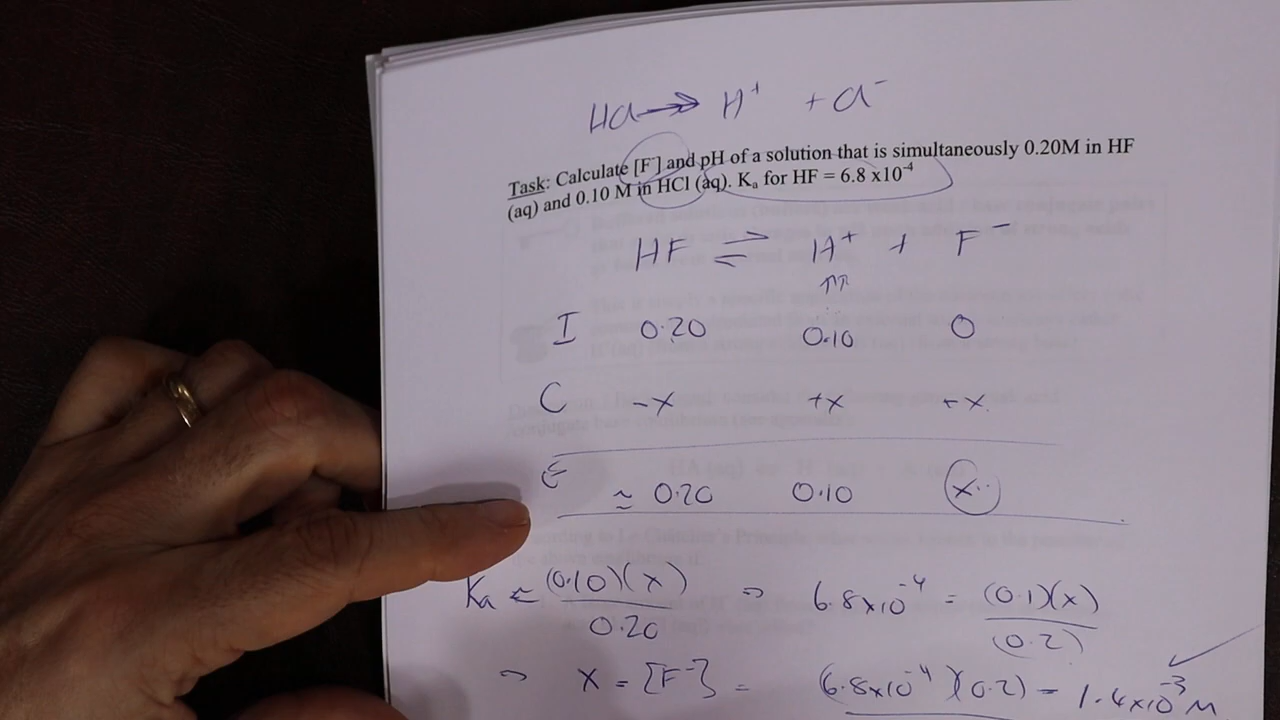 HCl → H⁺ + Cl⁻
Task: Calculate [F⁻] and pH of a solution that is simultaneously 0.20M in HF
(aq) and 0.10 M in HCl (aq). Kₐ for HF = 6.8 x10⁻⁴
HF ⇌ H⁺ + F⁻
↑↑
I 0.20 0.10 0
C -x +x +x
E ≈ 0.20 0.10 x
Ka = (0.10)(x) ⇒ 6.8x10⁻⁴ = (0.1)(x)
0.20 (0.2)
⇒ x = [F⁻] = (6.8x10⁻⁴)(0.2) = 1.4x10⁻³ M